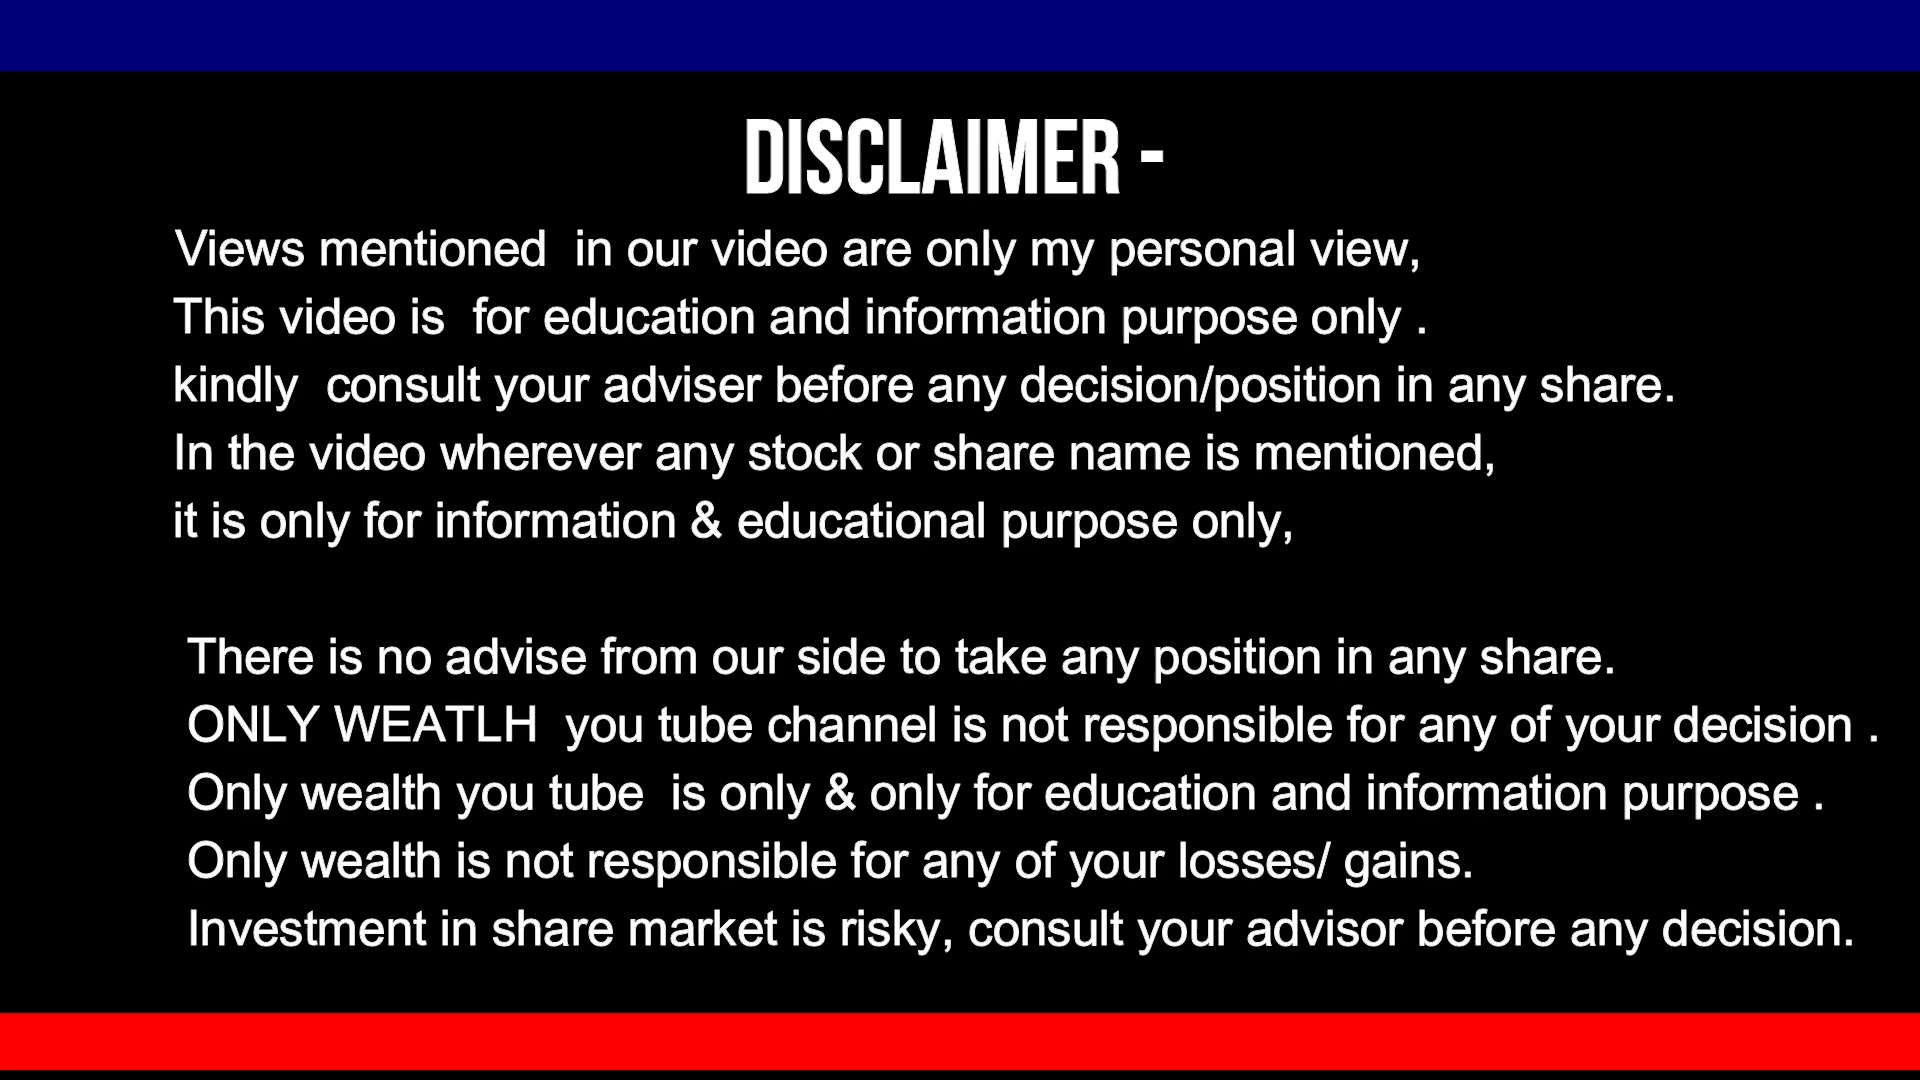 DISCLAIMER -
Views mentioned  in our video are only my personal view,
This video is  for education and information purpose only .
kindly  consult your adviser before any decision/position in any share.
In the video wherever any stock or share name is mentioned,
it is only for information & educational purpose only,
There is no advise from our side to take any position in any share.
ONLY WEATLH  you tube channel is not responsible for any of your decision .
Only wealth you tube  is only & only for education and information purpose .
Only wealth is not responsible for any of your losses/ gains.
Investment in share market is risky, consult your advisor before any decision.